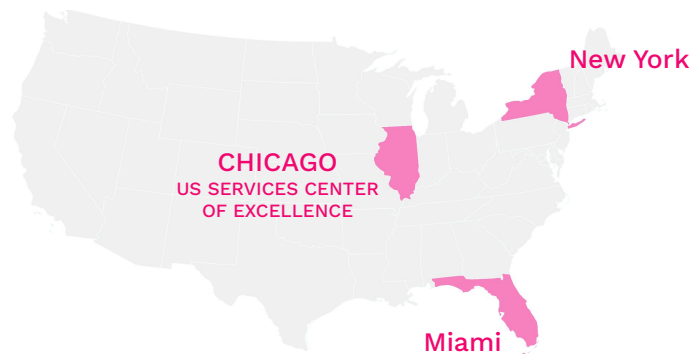 New York
CHICAGO
US SERVICES CENTER
OF EXCELLENCE
Miami